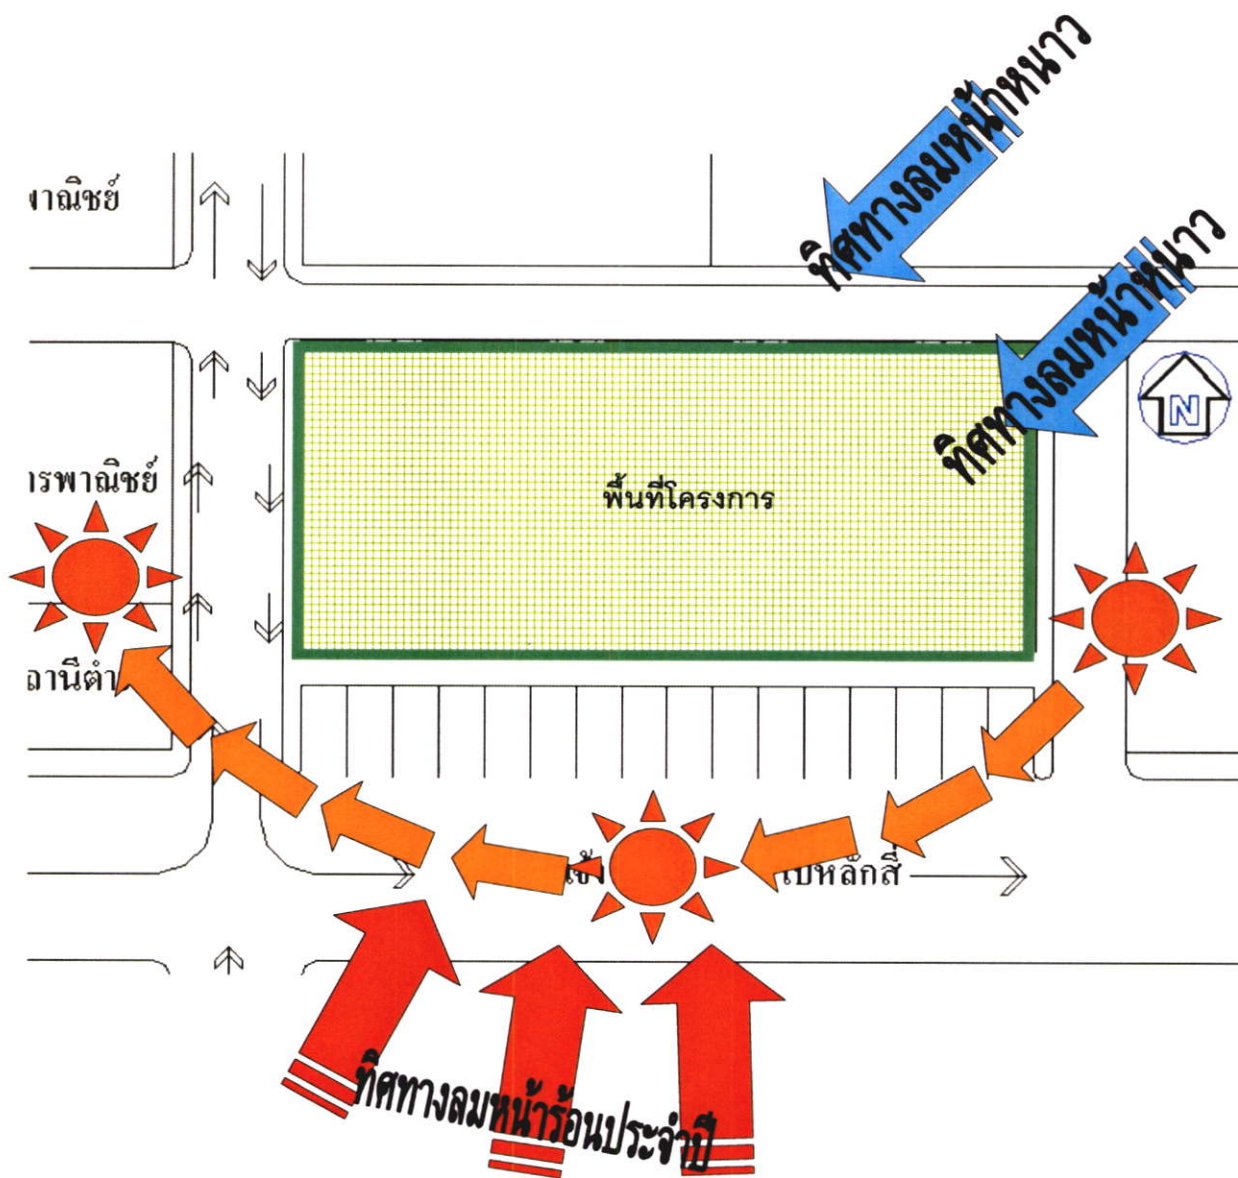 ทิศทางลมหน้าหนาว
พาณิชย์
ทิศทางลมหน้าหนาว
N
ารพาณิชย์
พื้นที่โครงการ
ถานีตำ
ไปหลักสี่
ทิศทางลมหน้าร้อนประจำปี